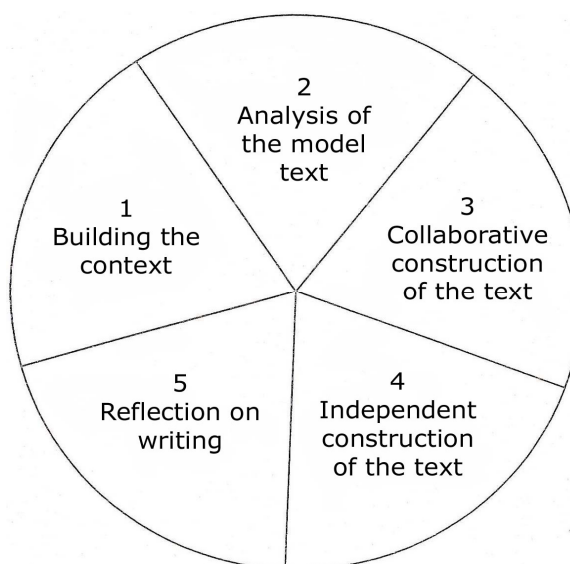 1
Building the
context
2
Analysis of
the model
text
3
Collaborative
construction
of the text
4
Independent
construction
of the text
5
Reflection on
writing